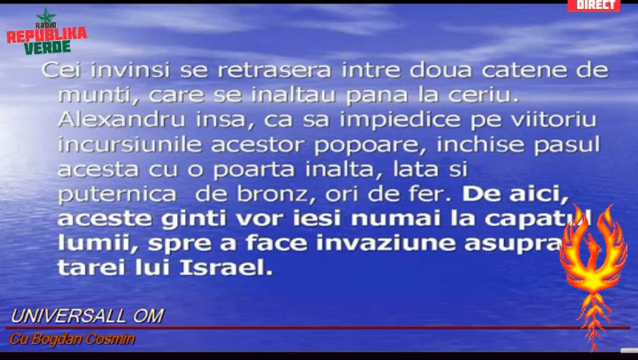 DIRECT
RADIO
REPUBLIKA
VERDE
Cei invinsi se retrasera intre doua catene de
munti, care se inaltau pana la ceriu.
Alexandru insa, ca sa impiedice pe viitoriu
incursiunile acestor popoare, inchise pasul
acesta cu o poarta inalta, lata si
puternica de bronz, ori de fer. De aici,
aceste ginti vor iesi numai la capatul
lumii, spre a face invaziune asupra
tarei lui Israel.
UNIVERSALL OM
Cu Bogdan Cosmin